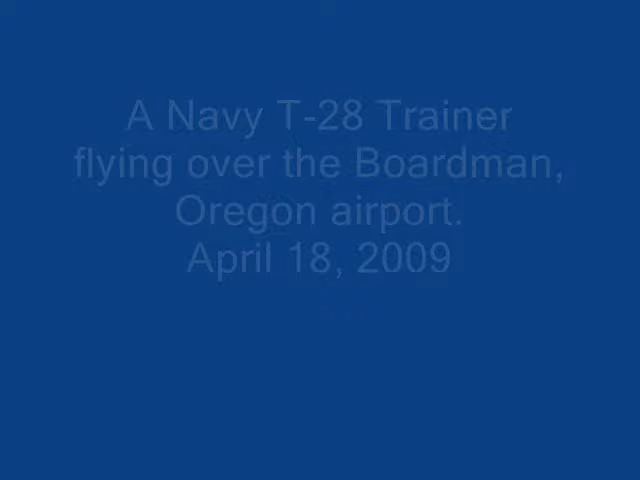 A Navy T-28 Trainer
flying over the Boardman,
Oregon airport.
April 18, 2009